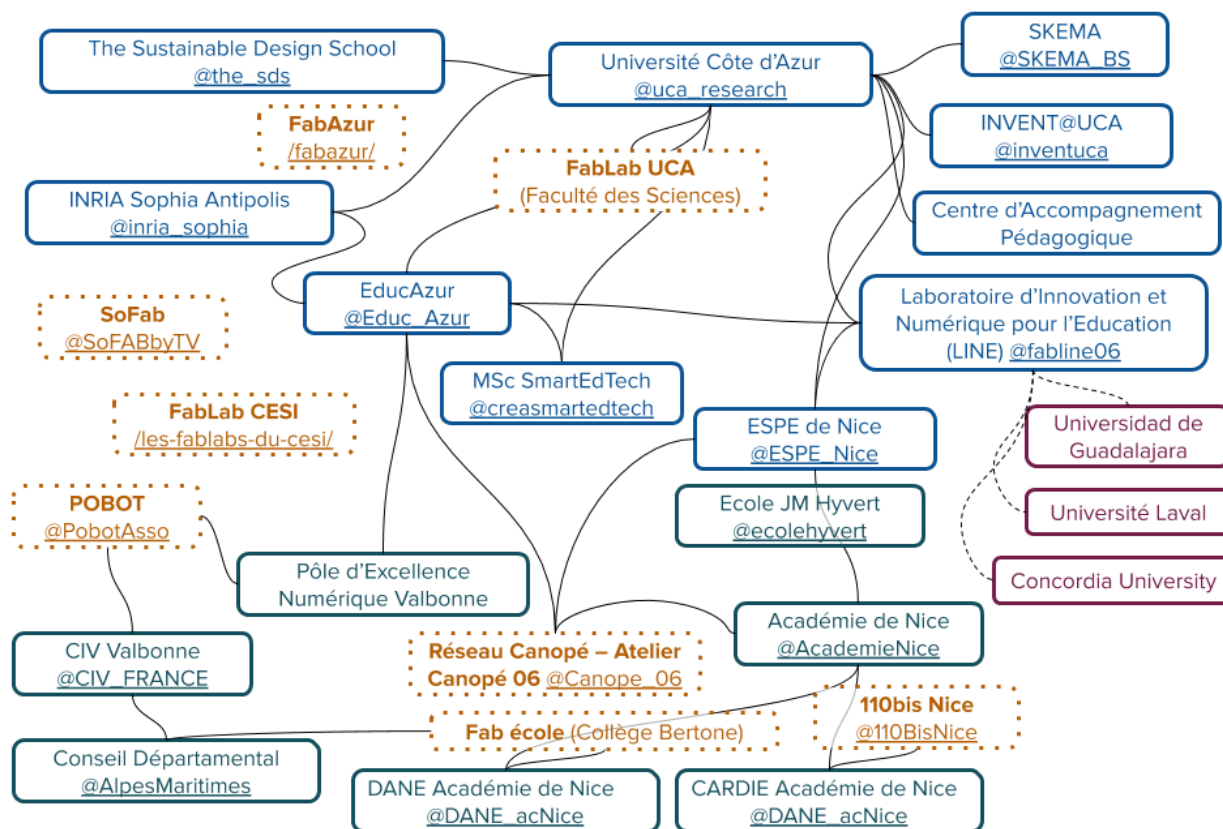 The Sustainable Design School
@the_sds
Université Côte d'Azur
@uca_research
SKEMA
@SKEMA_BS
FabAzur
/fabazur/
INVENT@UCA
@inventuca
FabLab UCA
(Faculté des Sciences)
INRIA Sophia Antipolis
@inria_sophia
Centre d'Accompagnement
Pédagogique
EducAzur
@Educ_Azur
Laboratoire d'Innovation et
Numérique pour l'Education
(LINE) @fabline06
SoFab
@SoFABbyTV
MSc SmartEdTech
@creasmartedtech
FabLab CESI
/les-fablabs-du-cesi/
ESPE de Nice
@ESPE_Nice
Universidad de
Guadalajara
POBOT
@PobotAsso
Ecole JM Hyvert
@ecolehyvert
Université Laval
Pôle d'Excellence
Numérique Valbonne
Concordia University
CIV Valbonne
@CIV_FRANCE
Réseau Canopé – Atelier
Canopé 06 @Canope_06
Académie de Nice
@AcademieNice
110bis Nice
@110BisNice
Fab école (Collège Bertone)
Conseil Départamental
@AlpesMaritimes
DANE Académie de Nice
@DANE_acNice
CARDIE Académie de Nice
@DANE_acNice